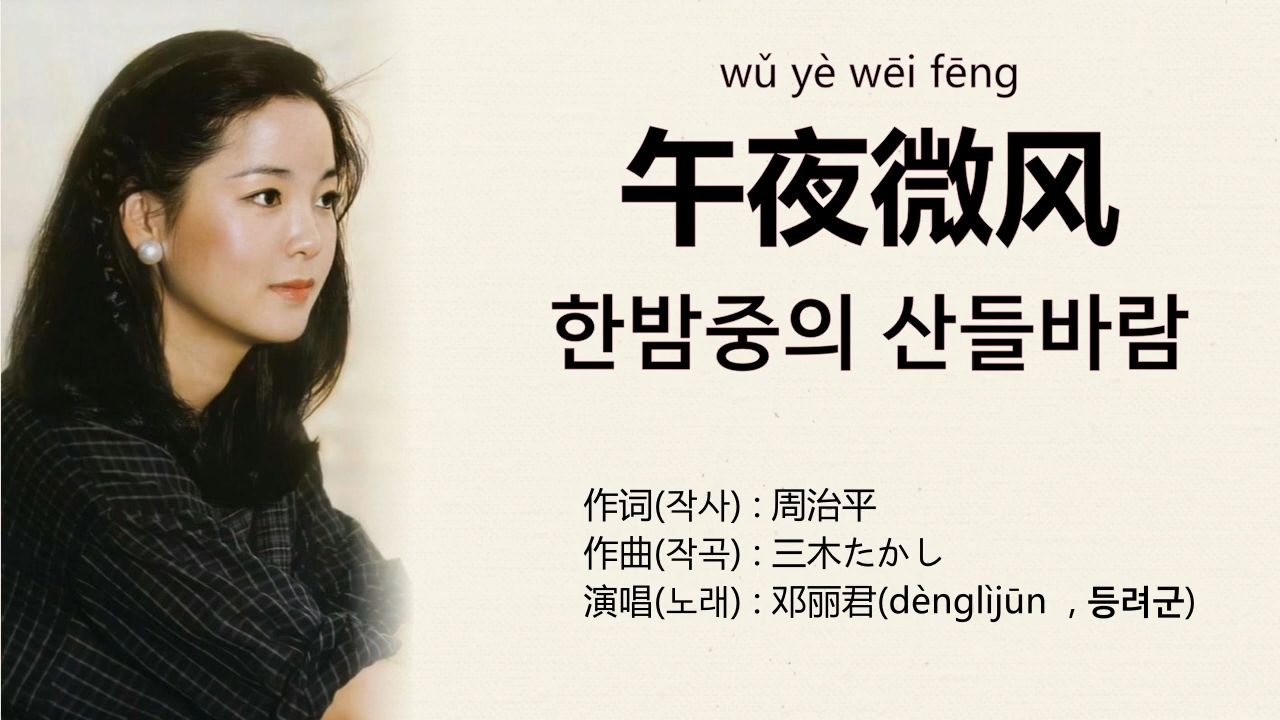 wǔ yè wēi fēng
午夜微风
한밤중의 산들바람
作词(작사) : 周治平
作曲(작곡) : 三木たかし
演唱(노래) : 邓丽君(dènglìjūn , 등려군)